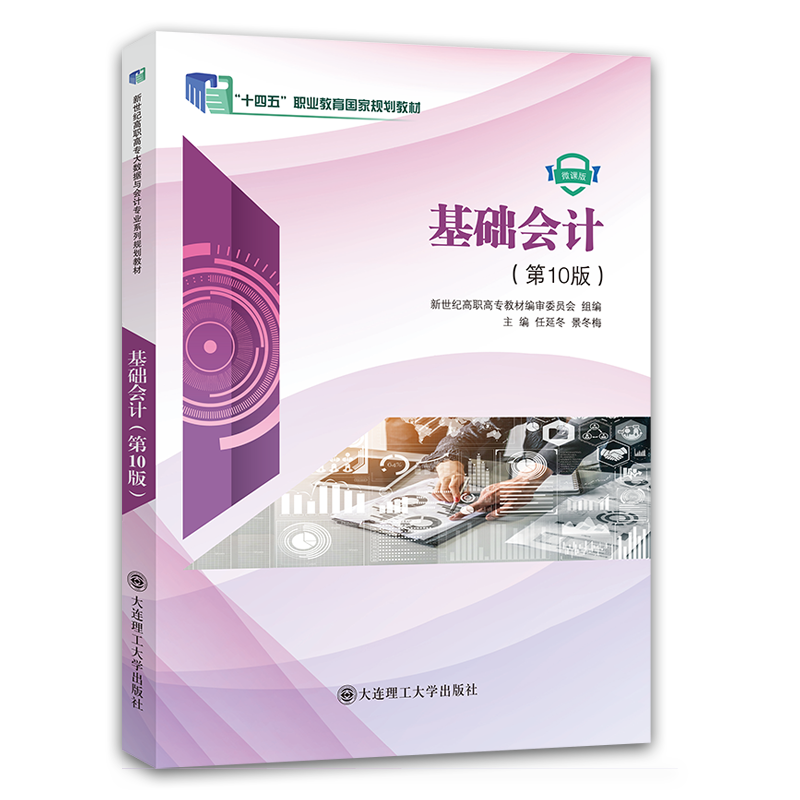 "十四五"职业教育国家规划教材
微课版
基础会计
（第10版）
新世纪高职高专教材编审委员会 组编
主 编 任延冬 景冬梅
64%
大连理工大学出版社
新世纪高职高专大数据与会计专业系列规划教材
基础会计（第10版）
大连理工大学出版社